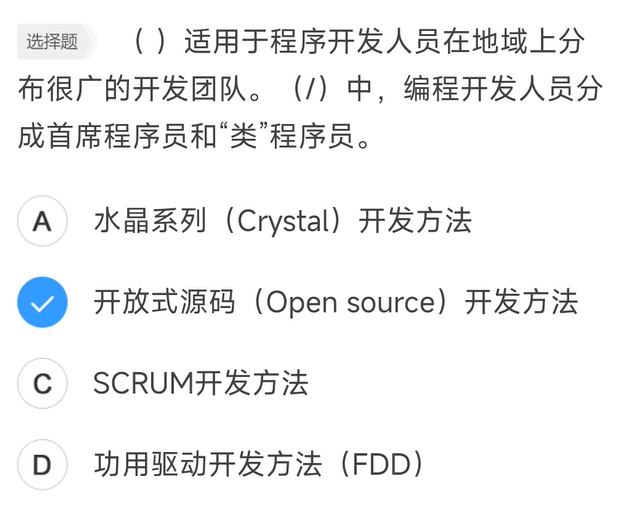 选择题 （ ）适用于程序开发人员在地域上分
布很广的开发团队。（/）中，编程开发人员分
成首席程序员和“类”程序员。
A 水晶系列（Crystal）开发方法
开放式源码（Open source）开发方法
C SCRUM开发方法
D 功用驱动开发方法（FDD）